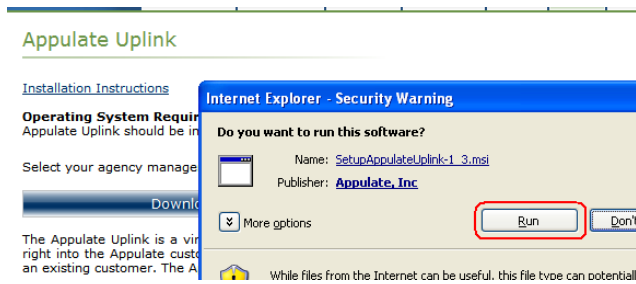 Appulate Uplink
Installation Instructions
Operating System Requir
Appulate Uplink should be in
Select your agency manage
Downlo
The Appulate Uplink is a vir
right into the Appulate custo
an existing customer. The A
Internet Explorer - Security Warning
Do you want to run this software?
Name: SetupAppulateUplink-1_3.msi
Publisher: Appulate, Inc
More options
Run
Don't
While files from the Internet can be useful, this file type can potentially